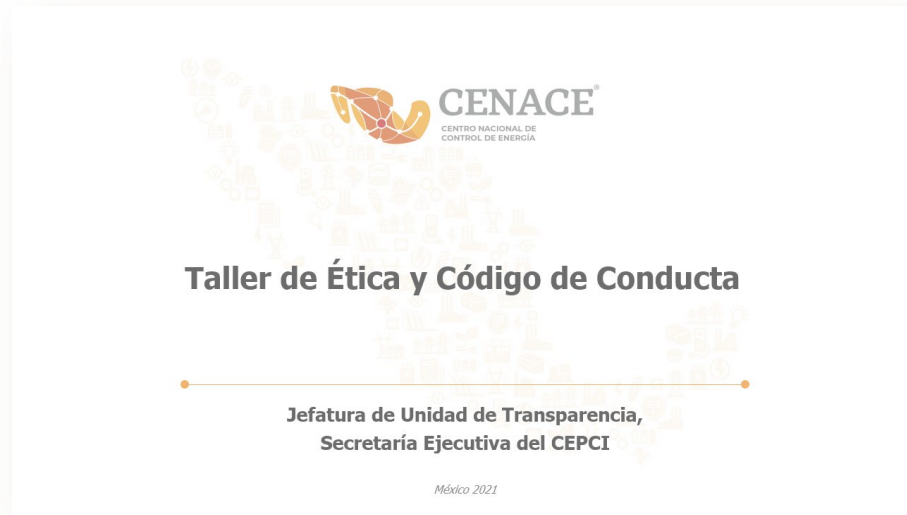 CENACE®
CENTRO NACIONAL DE
CONTROL DE ENERGÍA
Taller de Ética y Código de Conducta
Jefatura de Unidad de Transparencia,
Secretaría Ejecutiva del CEPCI
México 2021